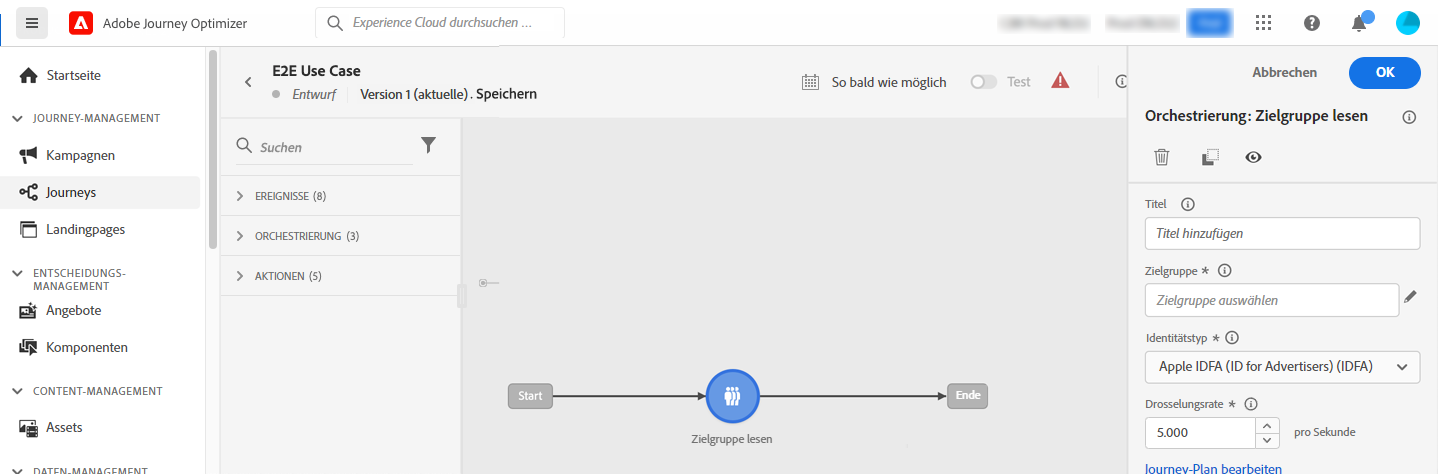 Adobe Journey Optimizer
Experience Cloud durchsuchen ...
Startseite
JOURNEY-MANAGEMENT
Kampagnen
Journeys
Landingpages
ENTSCHEIDUNGS-
MANAGEMENT
Angebote
Komponenten
CONTENT-MANAGEMENT
Assets
DATEN-MANAGEMENT
E2E Use Case
Entwurf
Version 1 (aktuelle). Speichern
So bald wie möglich
Test
Suchen
EREIGNISSE (8)
ORCHESTRIERUNG (3)
AKTIONEN (5)
Start
Zielgruppe lesen
Ende
Abbrechen
OK
Orchestrierung: Zielgruppe lesen
Titel
Titel hinzufügen
Zielgruppe *
Zielgruppe auswählen
Identitätstyp *
Apple IDFA (ID for Advertisers) (IDFA)
Drosselungsrate *
5.000
pro Sekunde
Journey-Plan bearbeiten